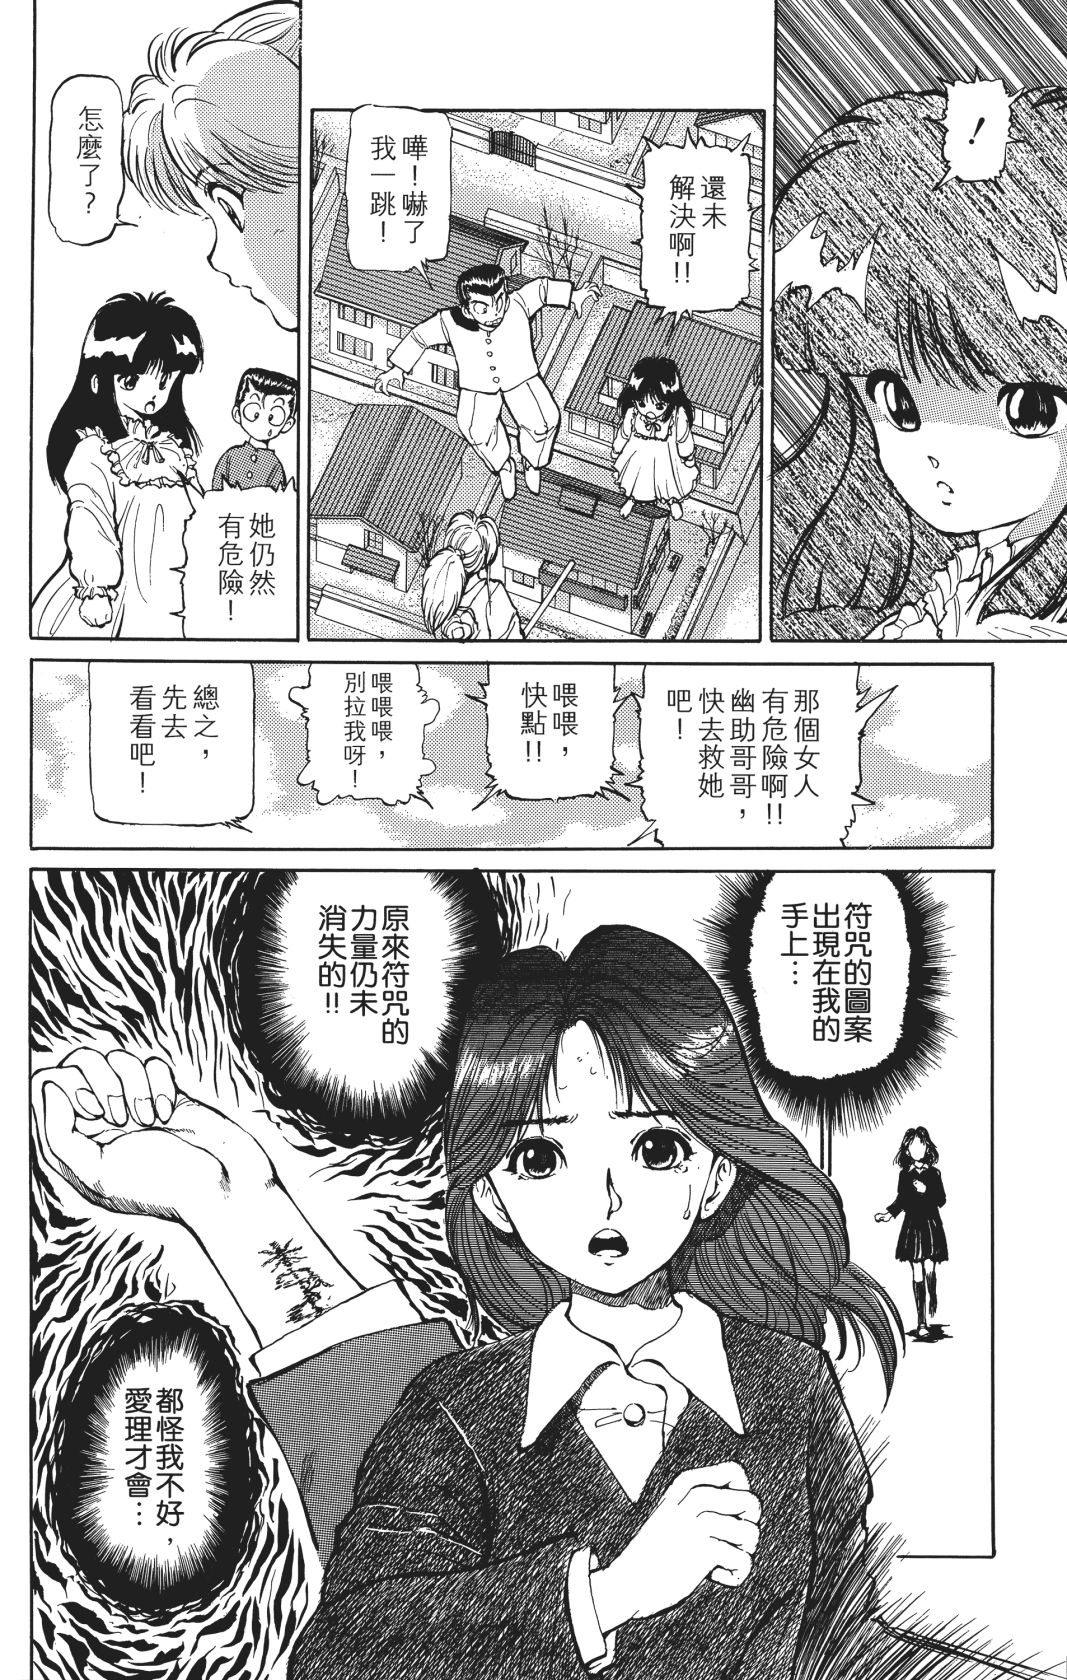 ！
還未
解決啊!!
嘩！嚇了
我一跳！
怎麼了？
她仍然
有危險！
那個女人
有危險啊!!
幽助哥哥，
快去救她
吧！
喂喂，
快點!!
喂喂喂，
別拉我呀！
總之，
先去
看看吧！
符咒的圖案
出現在我的
手上…
原來符咒的
力量仍未
消失的!!
都怪我不好，
愛理才會…